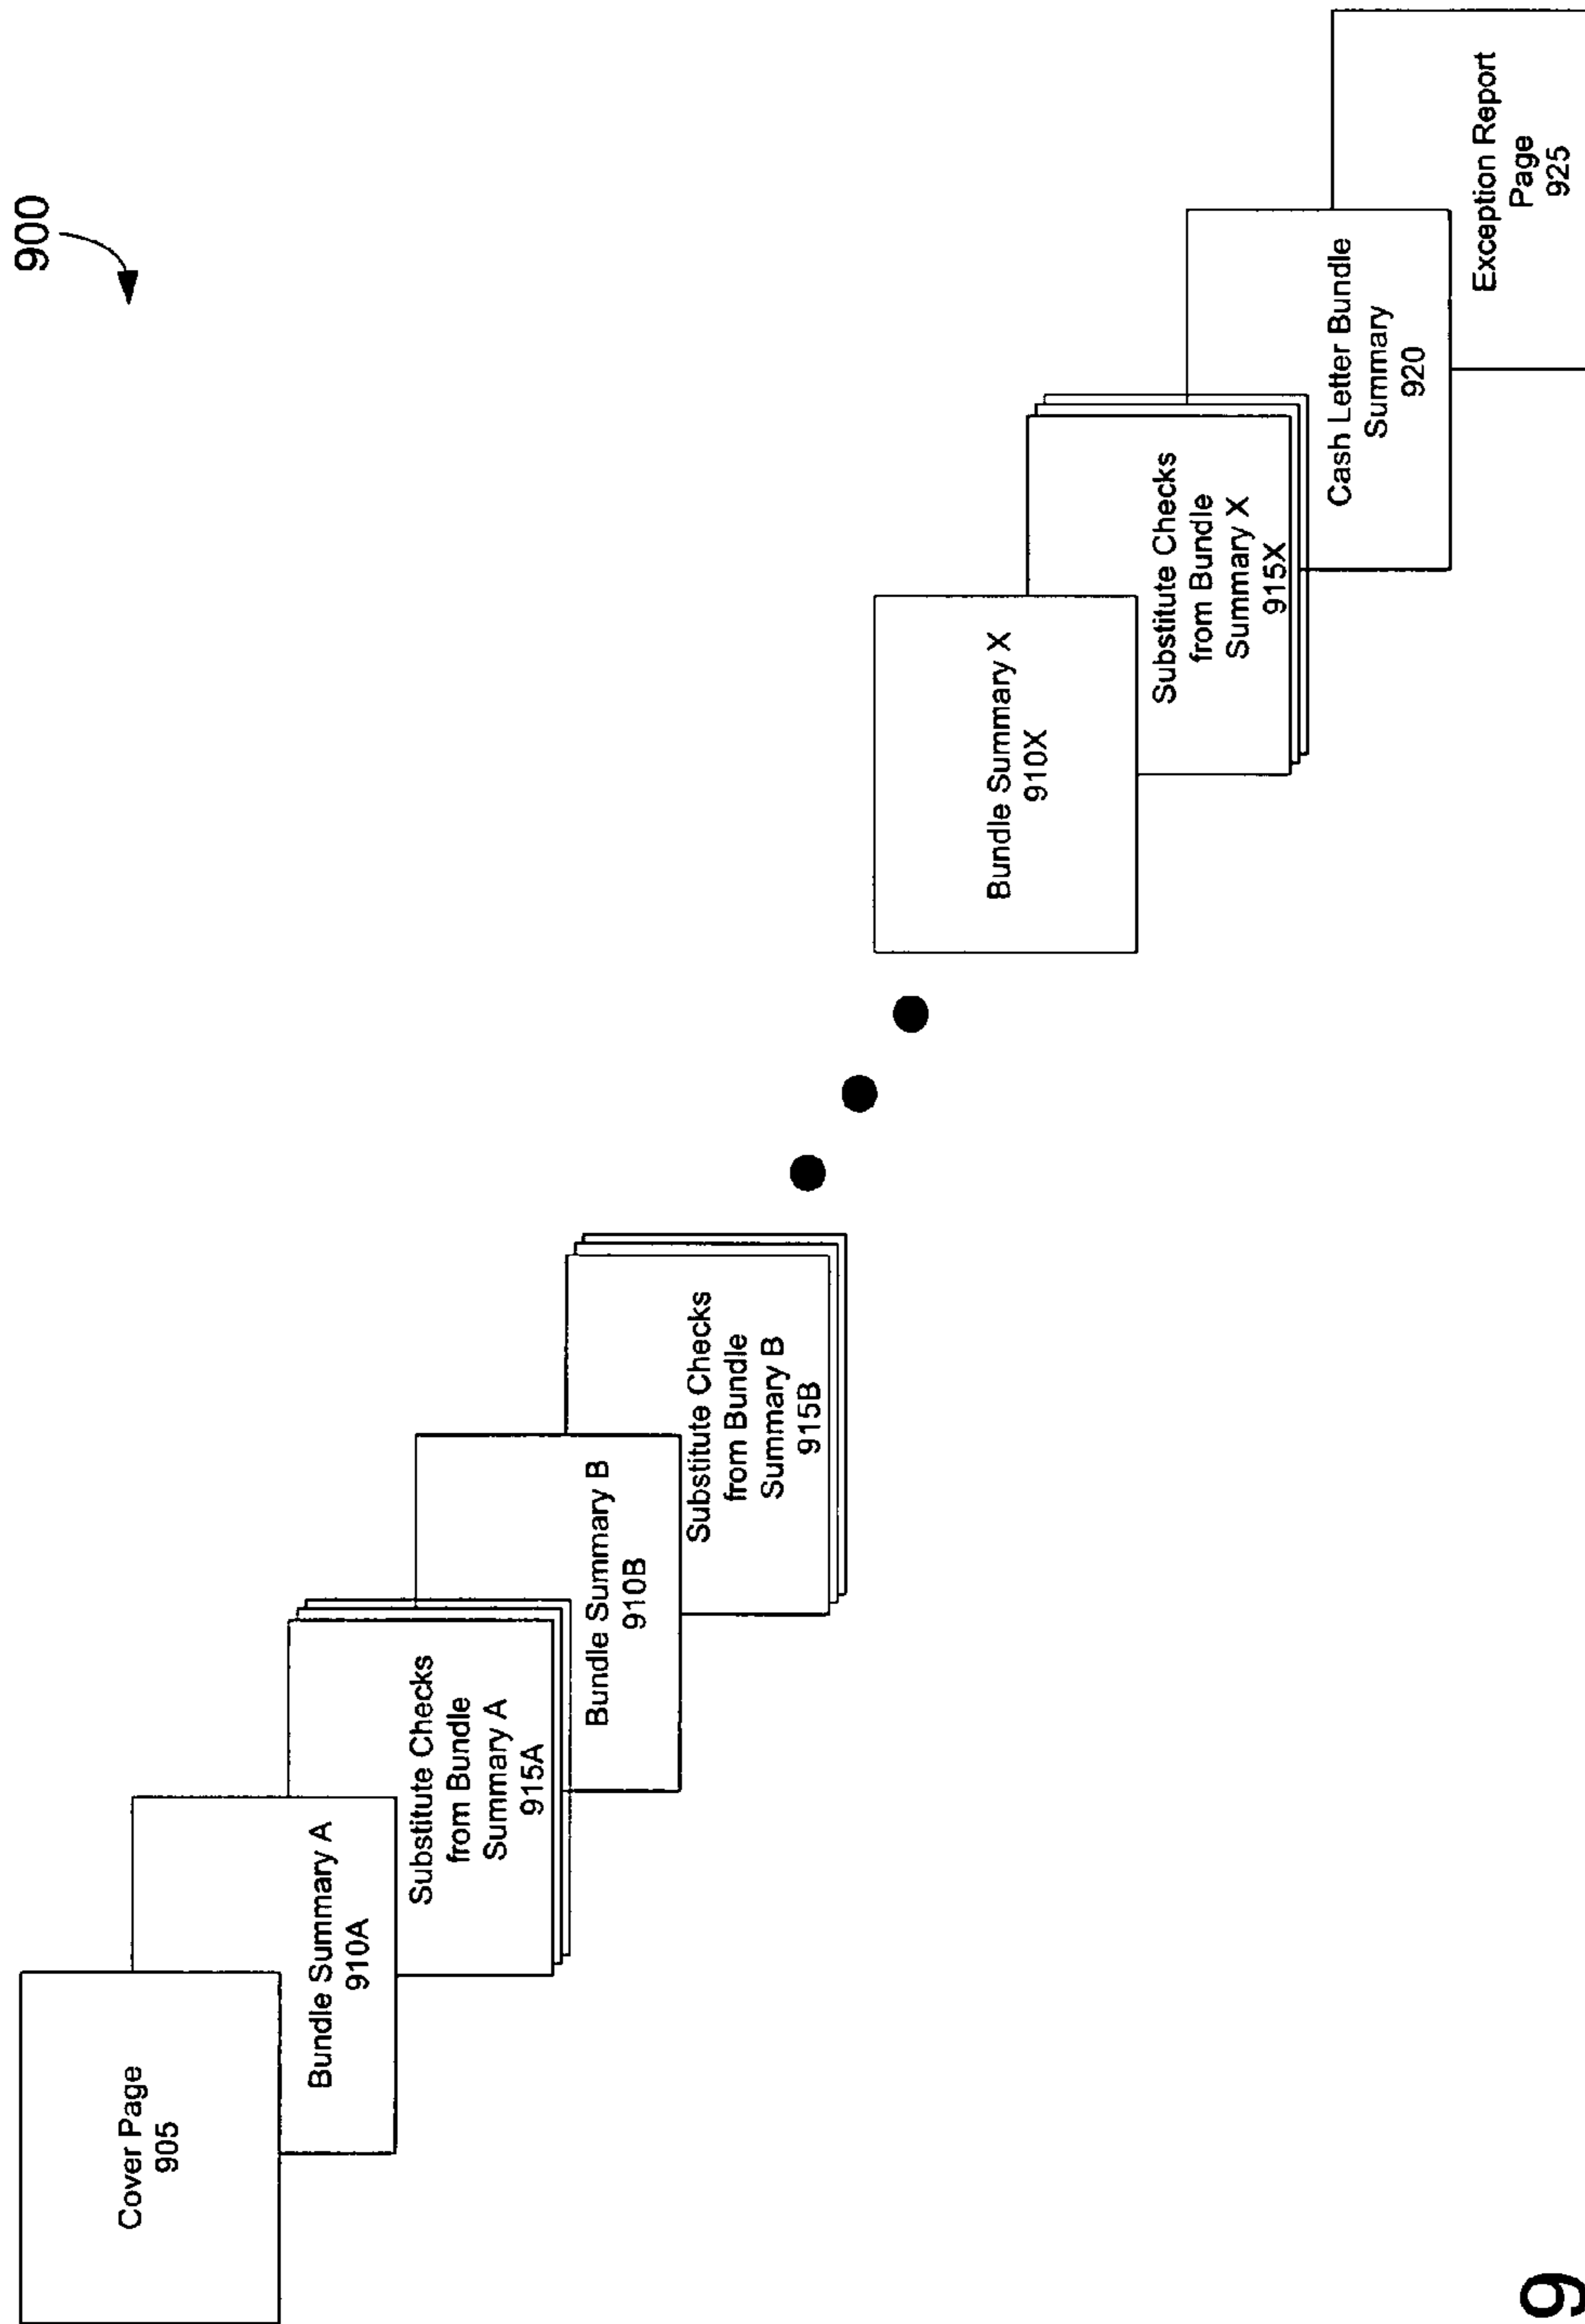 900
Cover Page
905
Bundle Summary A
910A
Substitute Checks
from Bundle
Summary A
915A
Bundle Summary B
910B
Substitute Checks
from Bundle
Summary B
915B
Bundle Summary X
910X
Substitute Checks
from Bundle
Summary X
915X
Cash Letter Bundle
Summary
920
Exception Report
Page
925
9